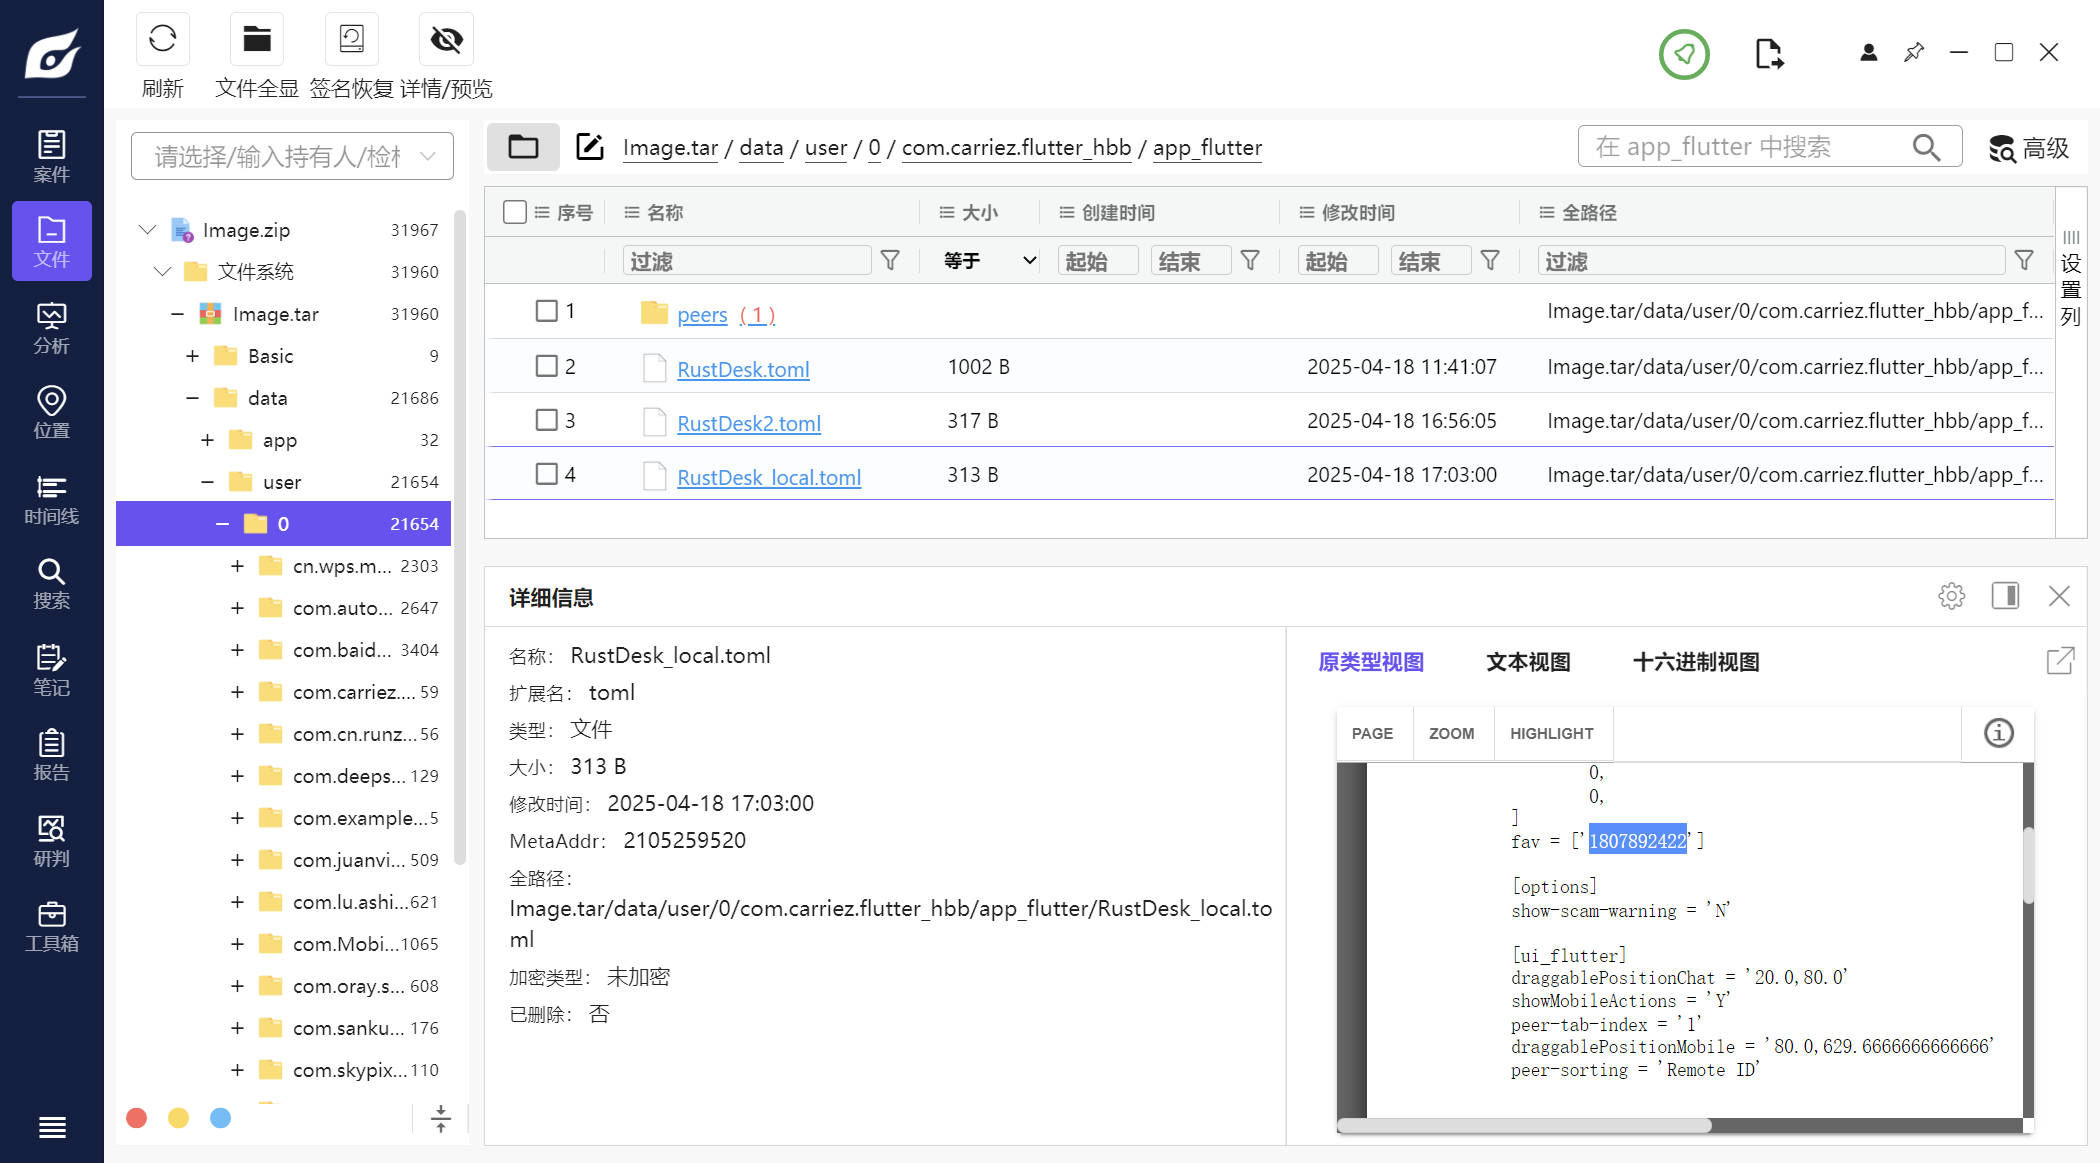 刷新
文件全显
签名恢复
详情/预览
案件
文件
分析
位置
时间线
搜索
笔记
报告
研判
工具箱
请选择/输入持有人/检材
Image.zip 31967
文件系统 31960
Image.tar 31960
Basic 9
data 21686
app 32
user 21654
0 21654
cn.wps.m... 2303
com.auto... 2647
com.baid... 3404
com.carriez.... 59
com.cn.runz... 56
com.deeps... 129
com.example... 5
com.juanvi... 509
com.lu.ashi... 621
com.Mobi... 1065
com.oray.s... 608
com.sanku... 176
com.skypix... 110
Image.tar / data / user / 0 / com.carriez.flutter_hbb / app_flutter
在 app_flutter 中搜索
高级
序号 名称 大小 创建时间 修改时间 全路径
过滤 等于 起始 结束 起始 结束 过滤
1 peers ( 1 ) Image.tar/data/user/0/com.carriez.flutter_hbb/app_f...
2 RustDesk.toml 1002 B 2025-04-18 11:41:07 Image.tar/data/user/0/com.carriez.flutter_hbb/app_f...
3 RustDesk2.toml 317 B 2025-04-18 16:56:05 Image.tar/data/user/0/com.carriez.flutter_hbb/app_f...
4 RustDesk_local.toml 313 B 2025-04-18 17:03:00 Image.tar/data/user/0/com.carriez.flutter_hbb/app_f...
设置列
详细信息
名称: RustDesk_local.toml
扩展名: toml
类型: 文件
大小: 313 B
修改时间: 2025-04-18 17:03:00
MetaAddr: 2105259520
全路径:
Image.tar/data/user/0/com.carriez.flutter_hbb/app_flutter/RustDesk_local.to
ml
加密类型: 未加密
已删除: 否
原类型视图 文本视图 十六进制视图
PAGE ZOOM HIGHLIGHT
0,
0,
]
fav = ['1807892422']
[options]
show-scam-warning = 'N'
[ui_flutter]
draggablePositionChat = '20.0,80.0'
showMobileActions = 'Y'
peer-tab-index = '1'
draggablePositionMobile = '80.0,629.6666666666666'
peer-sorting = 'Remote ID'